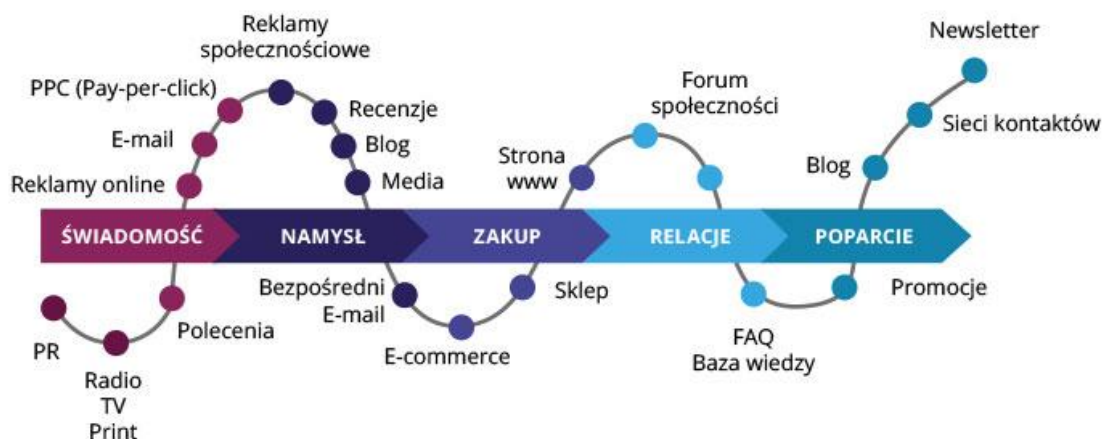 Newsletter
Reklamy
społecznościowe
PPC (Pay-per-click)
Forum
społeczności
Recenzje
Sieci kontaktów
E-mail
Blog
Strona
www
Blog
Reklamy online
Media
ŚWIADOMOŚĆ
NAMYSŁ
ZAKUP
RELACJE
POPARCIE
Bezpośredni
E-mail
Sklep
Promocje
Polecenia
PR
E-commerce
FAQ
Baza wiedzy
Radio
TV
Print